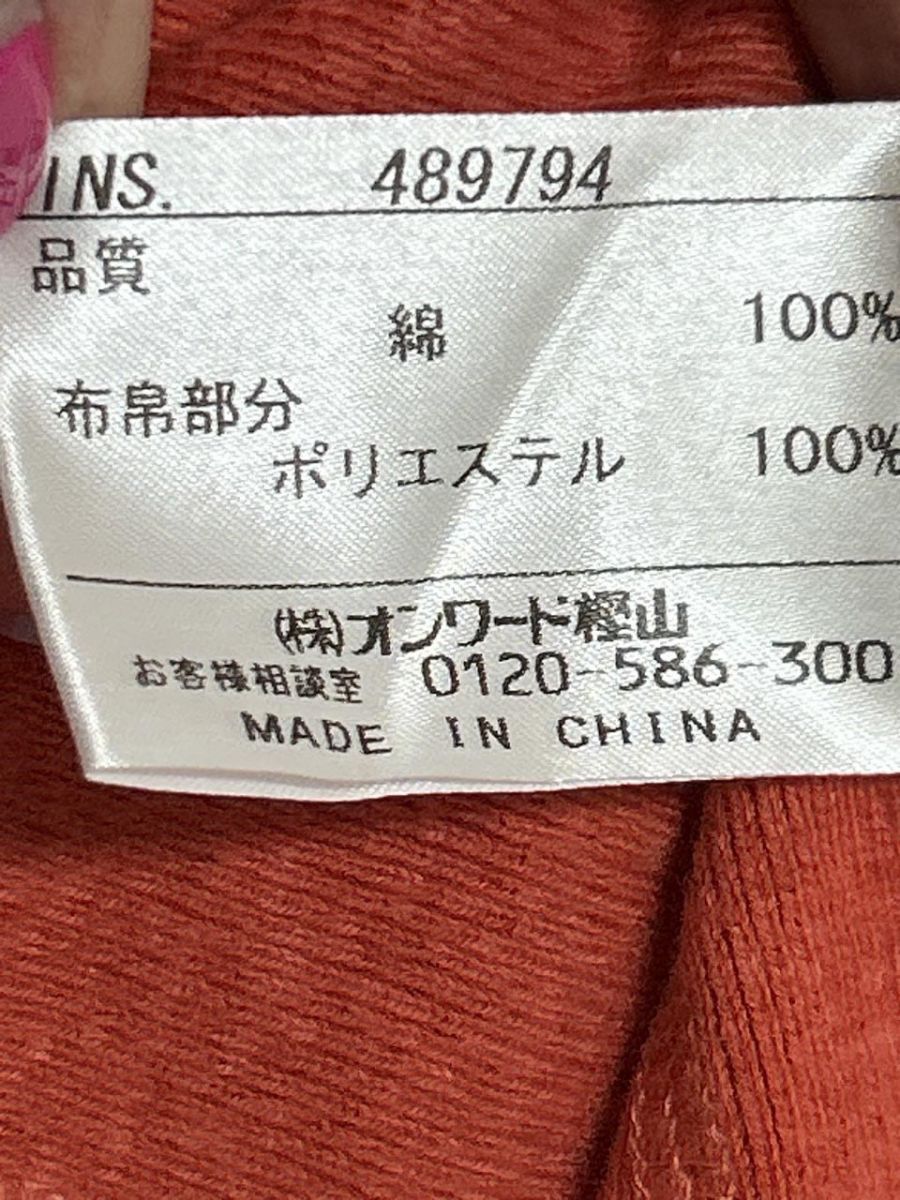 INS. 489794
品質
綿 100%
布帛部分
ポリエステル 100%
(株)オンワード樫山
お客様相談室 0120-586-300
MADE IN CHINA